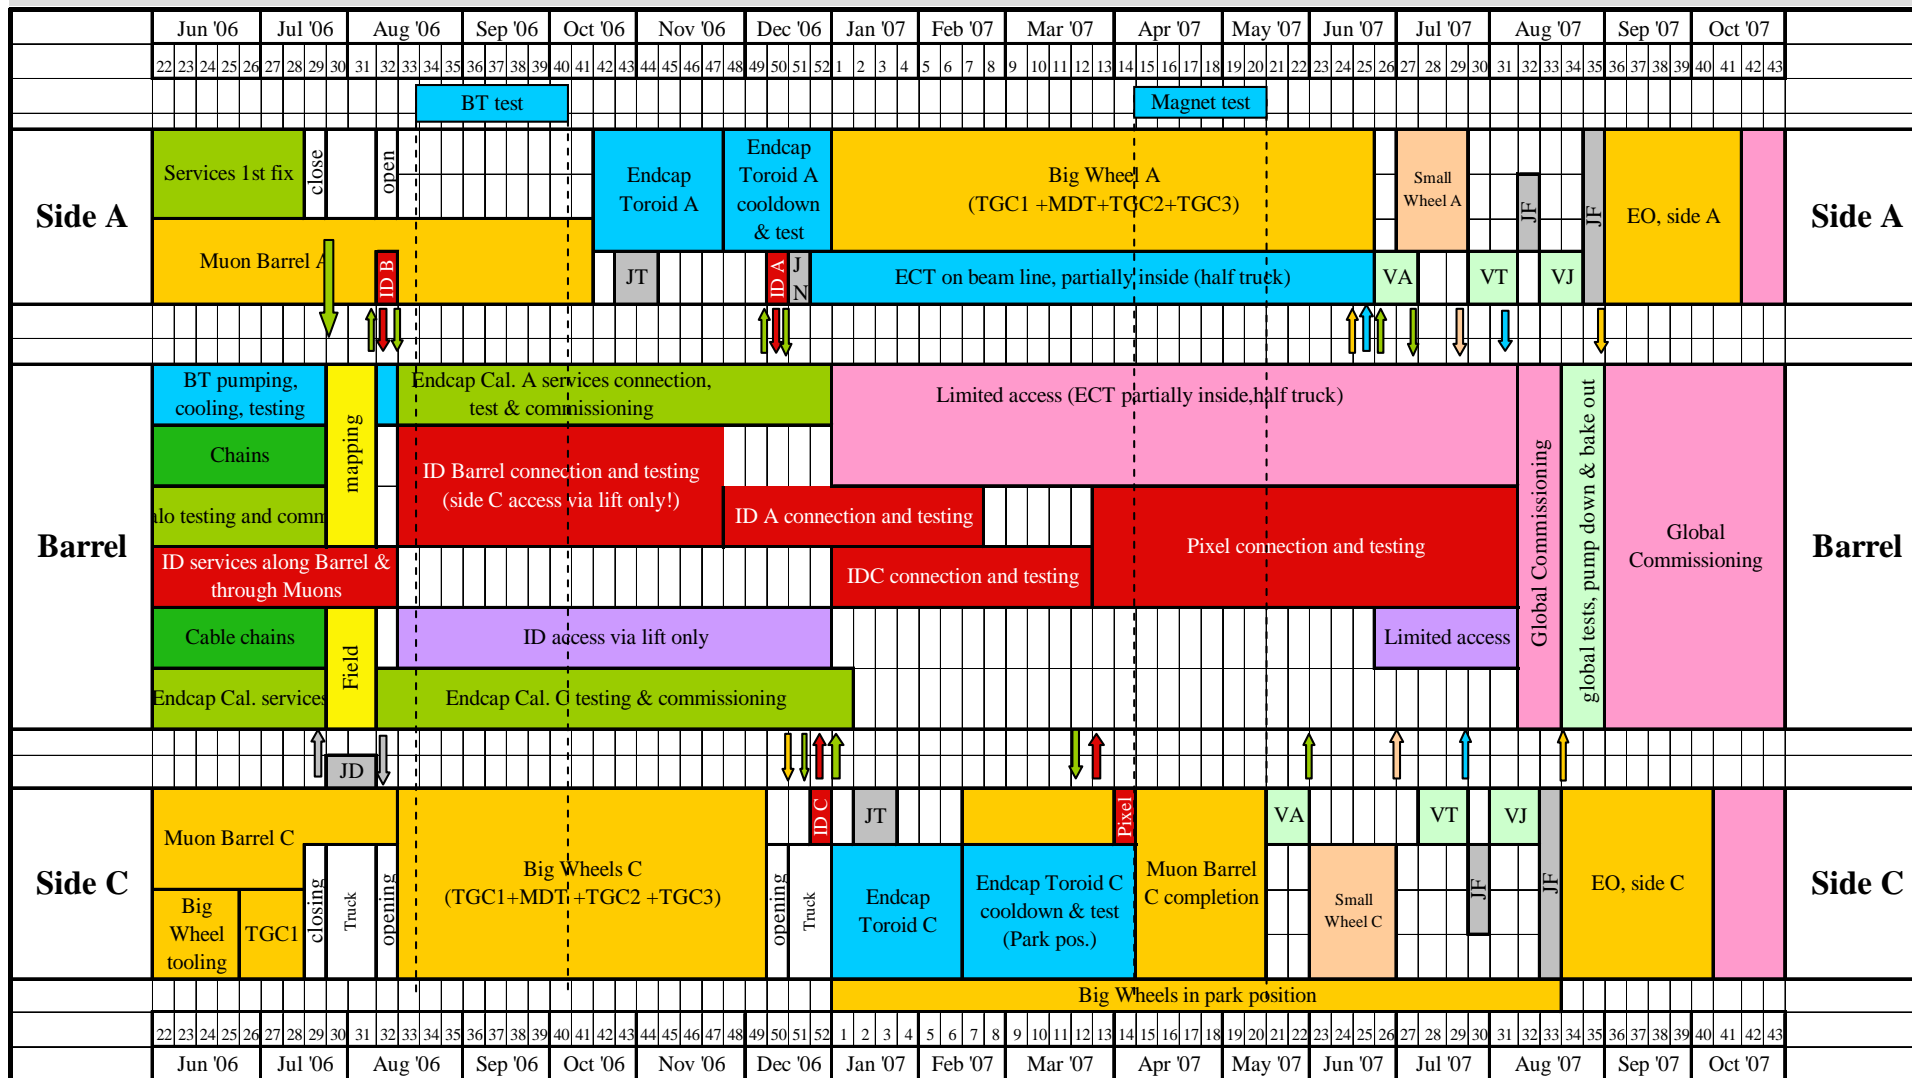 Jun '06 Jul '06 Aug '06 Sep '06 Oct '06 Nov '06 Dec '06 Jan '07 Feb '07 Mar '07 Apr '07 May '07 Jun '07 Jul '07 Aug '07 Sep '07 Oct '07
22 23 24 25 26 27 28 29 30 31 32 33 34 35 36 37 38 39 40 41 42 43 44 45 46 47 48 49 50 51 52 1 2 3 4 5 6 7 8 9 10 11 12 13 14 15 16 17 18 19 20 21 22 23 24 25 26 27 28 29 30 31 32 33 34 35 36 37 38 39 40 41 42 43
BT test
Magnet test
Side A
Services 1st fix
close
open
Muon Barrel A
ID B
Endcap
Toroid A
JT
Endcap
Toroid A
cooldown
& test
ID A
J
N
Big Wheel A
(TGC1 +MDT+TGC2+TGC3)
ECT on beam line, partially inside (half truck)
VA
Small
Wheel A
VT
JF
VJ
JF
EO, side A
Side A
Barrel
BT pumping,
cooling, testing
Chains
alo testing and comm
ID services along Barrel &
through Muons
Cable chains
Endcap Cal. services
Field
mapping
Endcap Cal. A services connection,
test & commissioning
ID Barrel connection and testing
(side C access via lift only!)
ID A connection and testing
IDC connection and testing
ID access via lift only
Endcap Cal. C testing & commissioning
Limited access (ECT partially inside,half truck)
Pixel connection and testing
Limited access
Global Commissioning
global tests, pump down & bake out
Global
Commissioning
Barrel
JD
Side C
Muon Barrel C
Big
Wheel
tooling
TGC1
closing
Truck
opening
Big Wheels C
(TGC1+MDT +TGC2 +TGC3)
opening
Truck
ID C
JT
Endcap
Toroid C
Endcap Toroid C
cooldown & test
(Park pos.)
Pixel
Muon Barrel
C completion
VA
Small
Wheel C
VT
JF
VJ
JF
EO, side C
Side C
Big Wheels in park position
22 23 24 25 26 27 28 29 30 31 32 33 34 35 36 37 38 39 40 41 42 43 44 45 46 47 48 49 50 51 52 1 2 3 4 5 6 7 8 9 10 11 12 13 14 15 16 17 18 19 20 21 22 23 24 25 26 27 28 29 30 31 32 33 34 35 36 37 38 39 40 41 42 43
Jun '06 Jul '06 Aug '06 Sep '06 Oct '06 Nov '06 Dec '06 Jan '07 Feb '07 Mar '07 Apr '07 May '07 Jun '07 Jul '07 Aug '07 Sep '07 Oct '07